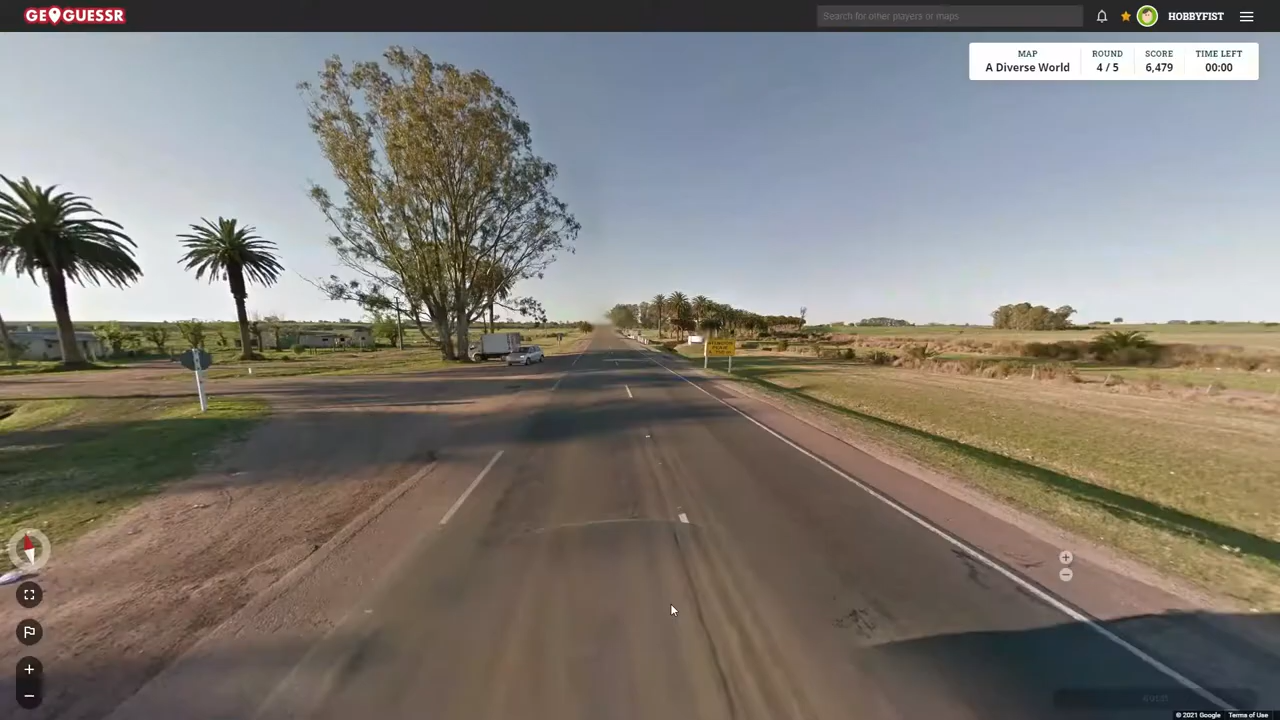 GEOGUESSR
Search for other players or maps
HOBBYFIST
MAP
A Diverse World
ROUND
4 / 5
SCORE
6,479
TIME LEFT
00:00
© 2021 Google
Terms of Use